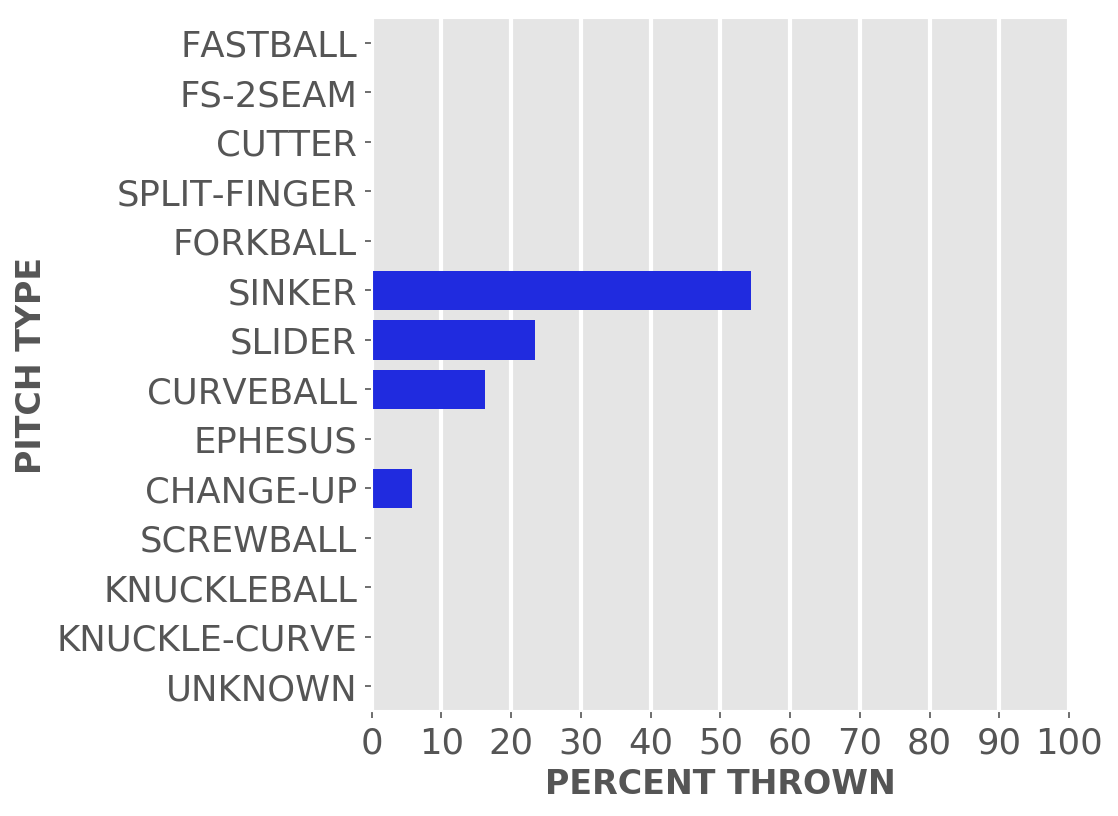 FASTBALL
FS-2SEAM
CUTTER
SPLIT-FINGER
FORKBALL
SINKER
SLIDER
CURVEBALL
EPHESUS
CHANGE-UP
SCREWBALL
KNUCKLEBALL
KNUCKLE-CURVE
UNKNOWN
PITCH TYPE
0 10 20 30 40 50 60 70 80 90 100
PERCENT THROWN